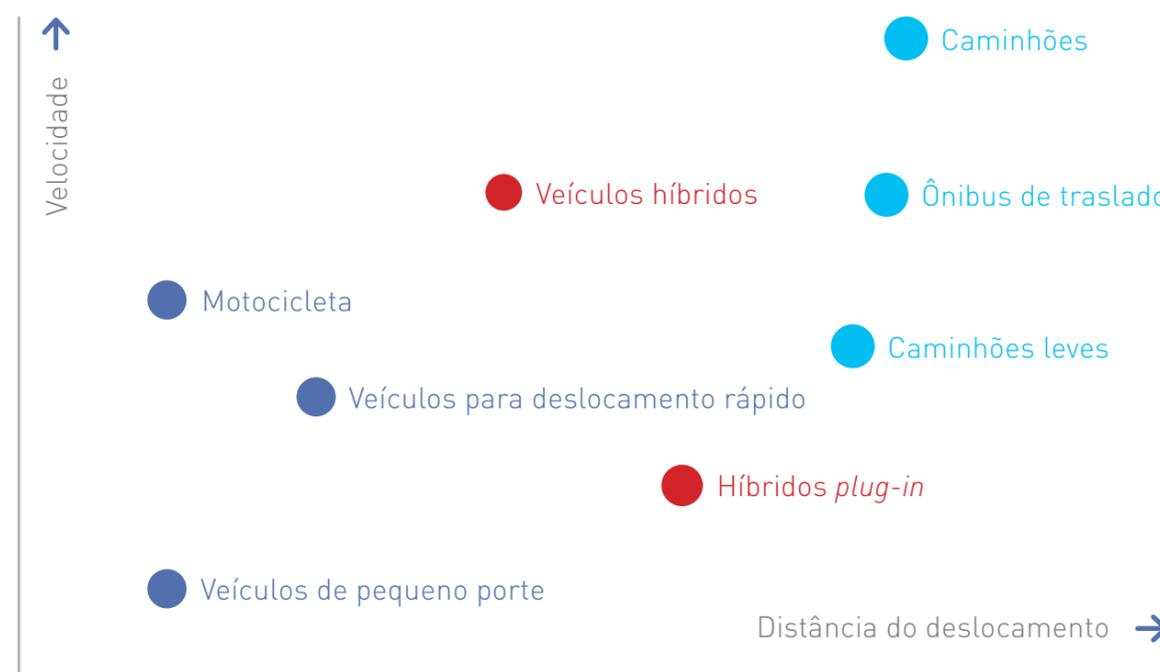 Caminhões
Velocidade
Veículos híbridos
Ônibus de traslado
Motocicleta
Caminhões leves
Veículos para deslocamento rápido
Híbridos plug-in
Veículos de pequeno porte
Distância do deslocamento